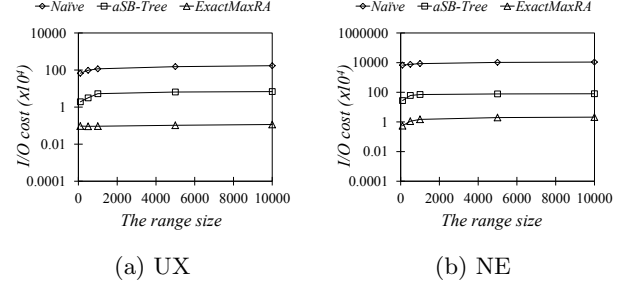 Naïve aSB-Tree ExactMaxRA
10000
100
1
0.01
0.0001
I/O cost (x10⁴)
0 2000 4000 6000 8000 10000
The range size
(a) UX
Naïve aSB-Tree ExactMaxRA
1000000
10000
100
1
0.01
0.0001
I/O cost (x10⁴)
0 2000 4000 6000 8000 10000
The range size
(b) NE